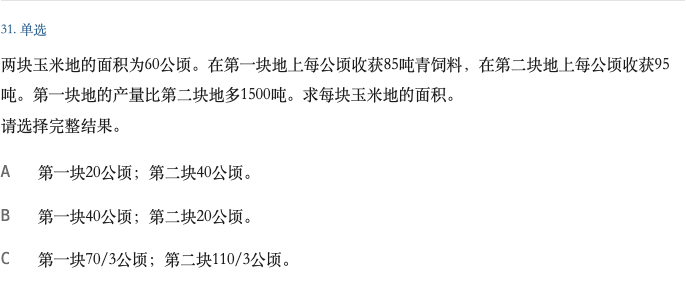 31. 单选
两块玉米地的面积为60公顷。在第一块地上每公顷收获85吨青饲料，在第二块地上每公顷收获95
吨。第一块地的产量比第二块地多1500吨。求每块玉米地的面积。
请选择完整结果。
A 第一块20公顷；第二块40公顷。
B 第一块40公顷；第二块20公顷。
C 第一块70/3公顷；第二块110/3公顷。